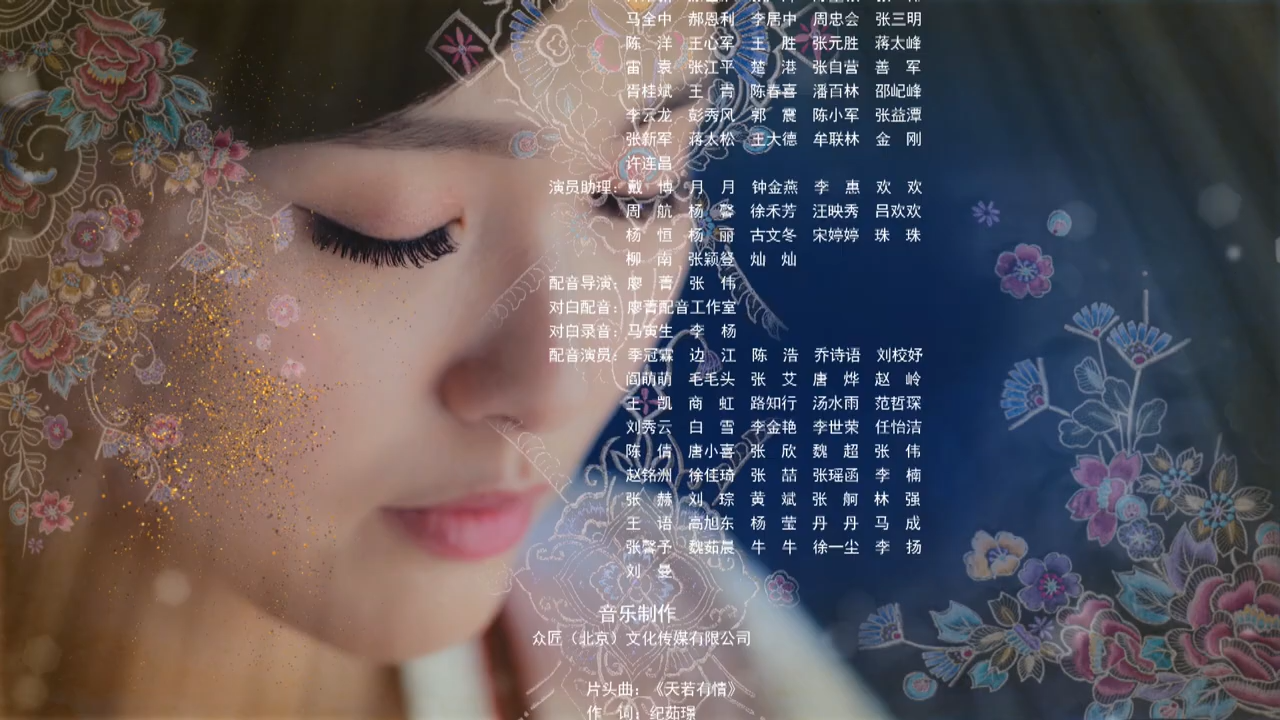 马全中 郝恩利 李居中 周忠会 张三明
陈 洋 王心军 王 胜 张元胜 蒋太峰
雷 袁 张江平 楚 港 张自营 善 军
胥桂斌 王 肯 陈春喜 潘百林 邵屺峰
李云龙 彭秀风 郭 震 陈小军 张益潭
张新军 蒋太松 王大德 牟联林 金 刚
许连昌
演员助理：戴 博 月 月 钟金燕 李 惠 欢 欢
周 航 杨 馨 徐禾芳 汪映秀 吕欢欢
杨 恒 杨 丽 古文冬 宋婷婷 珠 珠
柳 南 张颖登 灿 灿
配音导演：廖 菁 张 伟
对白配音：廖菁配音工作室
对白录音：马寅生 李 杨
配音演员：季冠霖 边 江 陈 浩 乔诗语 刘校妤
阎萌萌 毛毛头 张 艾 唐 烨 赵 岭
王 凯 商 虹 路知行 汤水雨 范哲琛
刘秀云 白 雪 李金艳 李世荣 任怡洁
陈 倩 唐小喜 张 欣 魏 超 张 伟
赵铭洲 徐佳琦 张 喆 张瑶函 李 楠
张 赫 刘 琮 黄 斌 张 舸 林 强
王 语 高旭东 杨 莹 丹 丹 马 成
张馨予 魏茹晨 牛 牛 徐一尘 李 扬
刘 曼
音乐制作
众匠（北京）文化传媒有限公司
片头曲：《天若有情》
作 词：纪茹璟